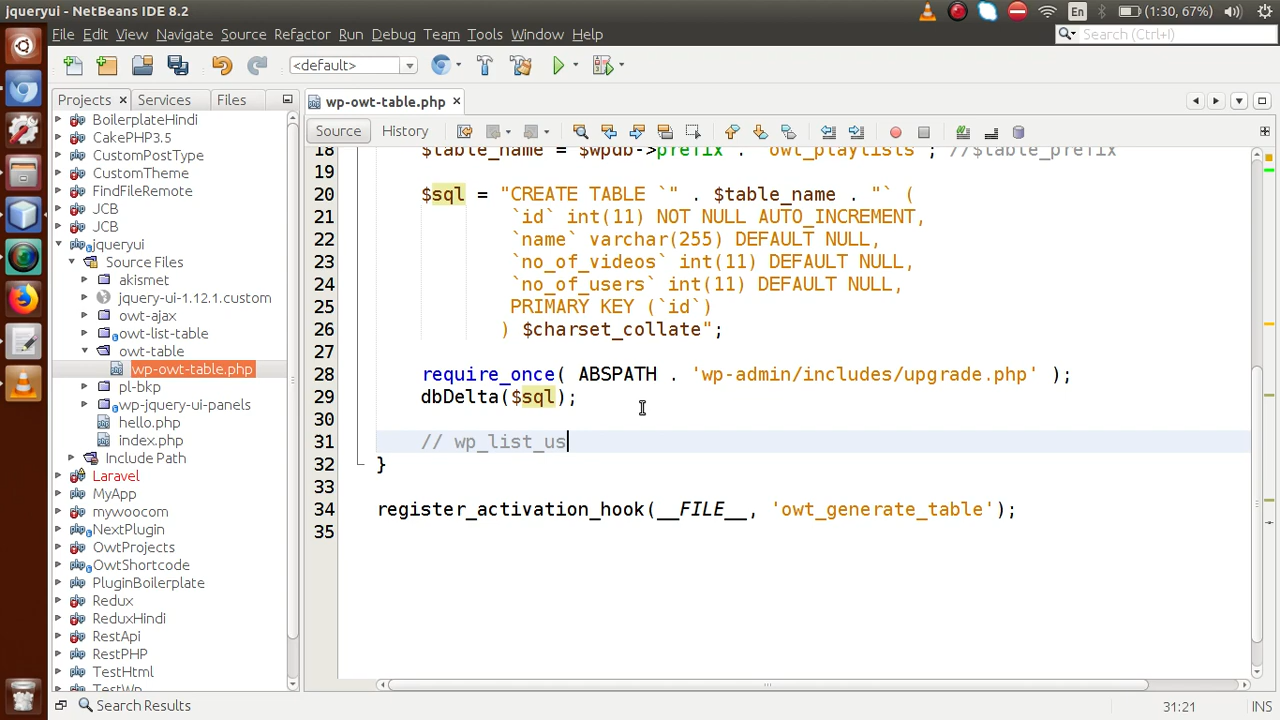 jqueryui - NetBeans IDE 8.2
En
(1:30, 67%)
File Edit View Navigate Source Refactor Run Debug Team Tools Window Help
Search (Ctrl+I)
<default>
Projects Services Files
wp-owt-table.php
Source History
BoilerplateHindi
CakePHP3.5
CustomPostType
CustomTheme
FindFileRemote
JCB
JCB
jqueryui
Source Files
akismet
jquery-ui-1.12.1.custom
owt-ajax
owt-list-table
owt-table
wp-owt-table.php
pl-bkp
wp-jquery-ui-panels
hello.php
index.php
Include Path
Laravel
MyApp
mywoocom
NextPlugin
OwtProjects
OwtShortcode
PluginBoilerplate
Redux
ReduxHindi
RestApi
RestPHP
TestHtml
TestWp
18 $table_name = $wpdb->prefix . 'owt_playlists'; //$table_prefix
19
20 $sql = "CREATE TABLE `" . $table_name . "` (
21 `id` int(11) NOT NULL AUTO_INCREMENT,
22 `name` varchar(255) DEFAULT NULL,
23 `no_of_videos` int(11) DEFAULT NULL,
24 `no_of_users` int(11) DEFAULT NULL,
25 PRIMARY KEY (`id`)
26 ) $charset_collate";
27
28 require_once( ABSPATH . 'wp-admin/includes/upgrade.php' );
29 dbDelta($sql);
30
31 // wp_list_us
32 }
33
34 register_activation_hook(__FILE__, 'owt_generate_table');
35
Search Results
31:21 INS